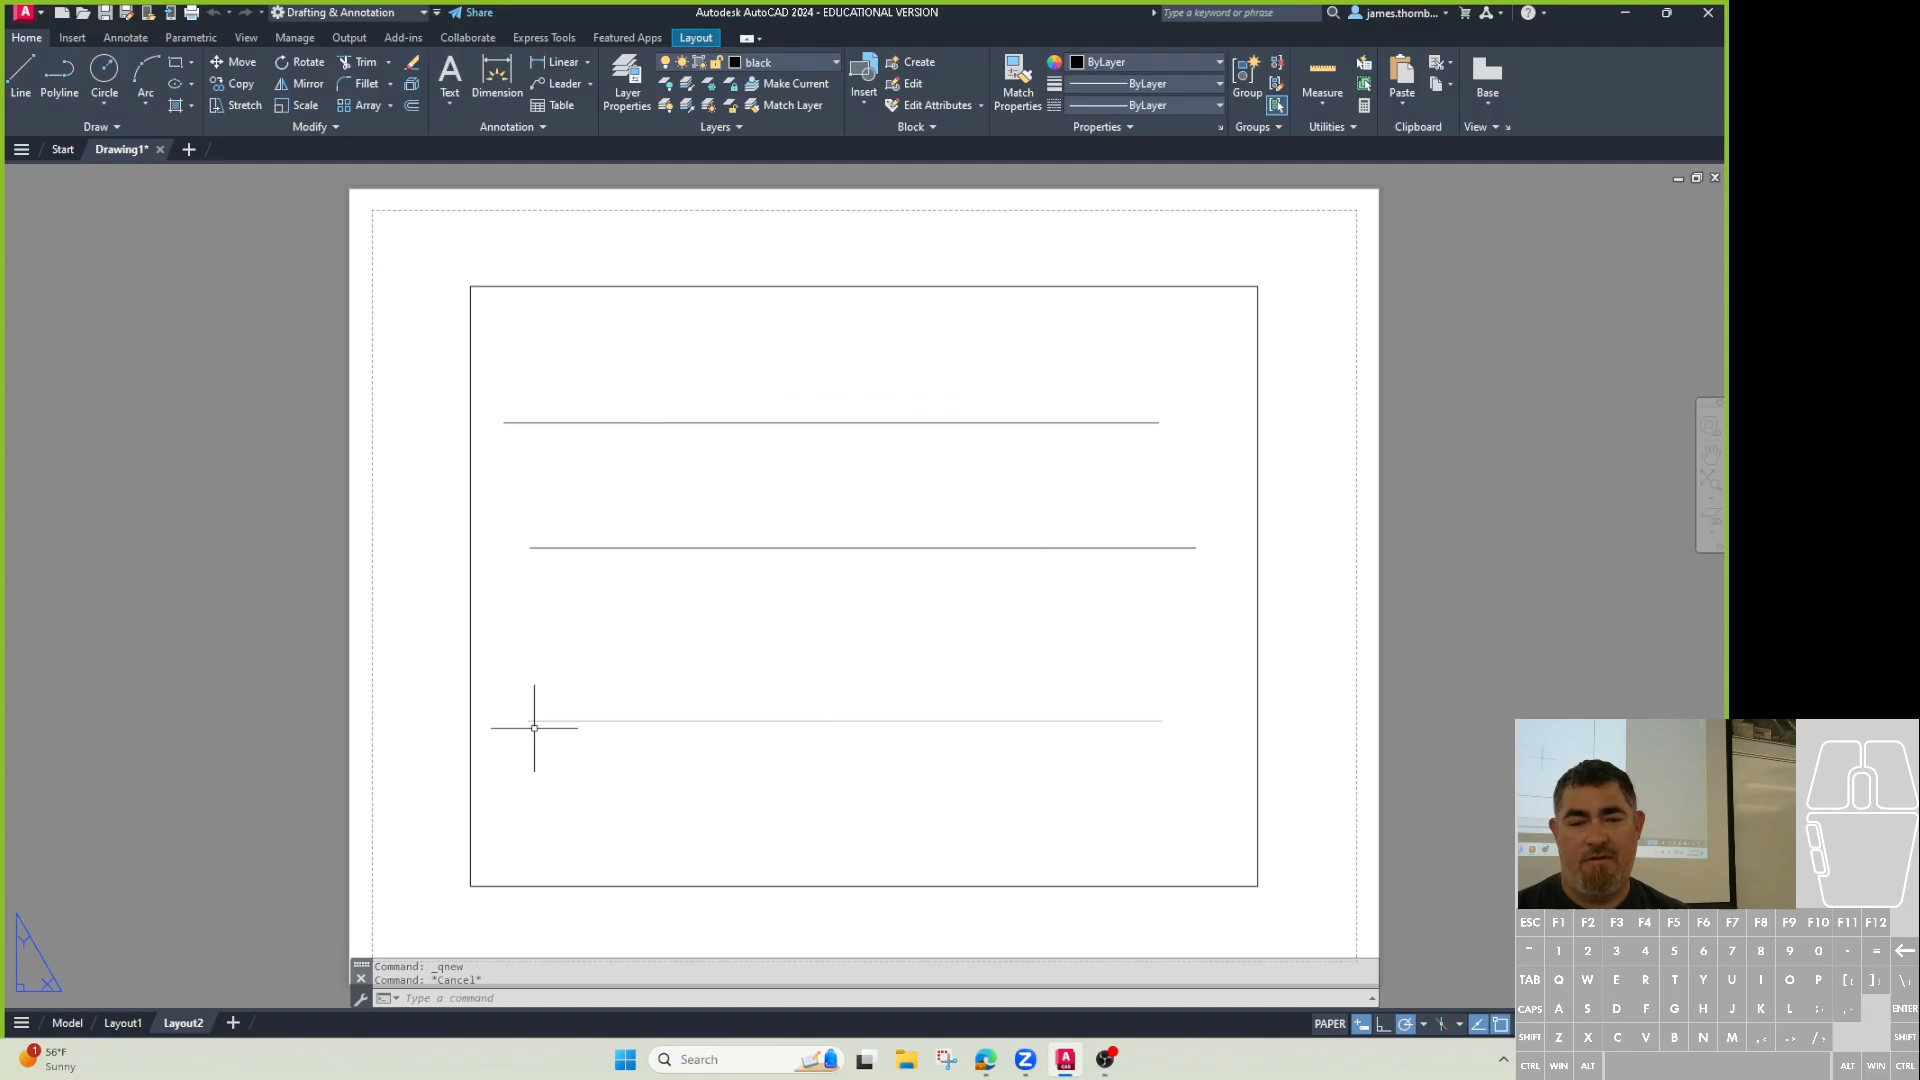 Drafting & Annotation
Share
Autodesk AutoCAD 2024 - EDUCATIONAL VERSION
Type a keyword or phrase
james.thornb...
Home Insert Annotate Parametric View Manage Output Add-ins Collaborate Express Tools Featured Apps Layout
Line Polyline Circle Arc
Move Rotate Trim
Copy Mirror Fillet
Stretch Scale Array
Text Dimension
Linear
Leader
Table
Layer
Properties
black
Make Current
Match Layer
Insert
Create
Edit
Edit Attributes
Match
Properties
ByLayer
ByLayer
ByLayer
Group
Measure
Paste
Base
Draw Modify Annotation Layers Block Properties Groups Utilities Clipboard View
Start Drawing1*
Command: _qnew
Command: *Cancel*
Type a command
Y
X
Model Layout1 Layout2
PAPER
1
56°F
Sunny
Search
ESC F1 F2 F3 F4 F5 F6 F7 F8 F9 F10 F11 F12
1 2 3 4 5 6 7 8 9 0 - =
TAB Q W E R T Y U I O P [ ] \
CAPS A S D F G H J K L ; ENTER
SHIFT Z X C V B N M , . / SHIFT
CTRL WIN ALT ALT WIN CTRL